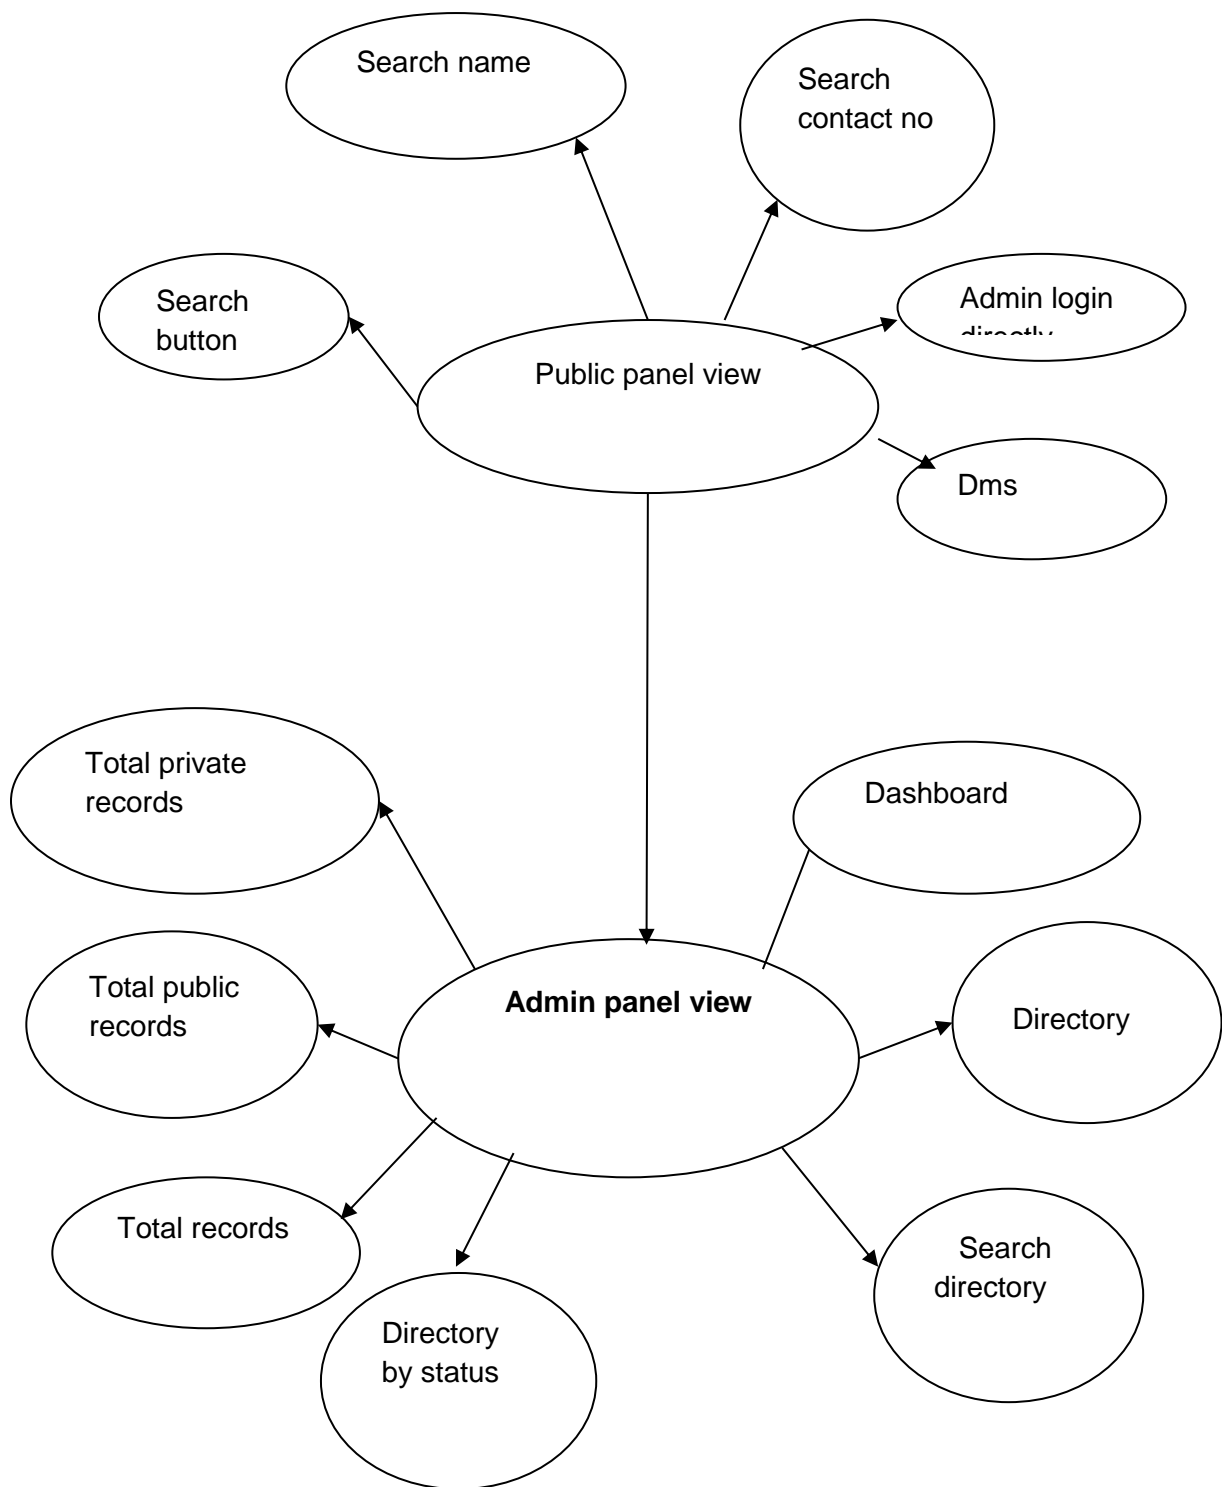 Search name
Search
contact no
Search
button
Admin login
directly
Public panel view
Dms
Total private
records
Dashboard
Total public
records
Admin panel view
Directory
Total records
Search
directory
Directory
by status